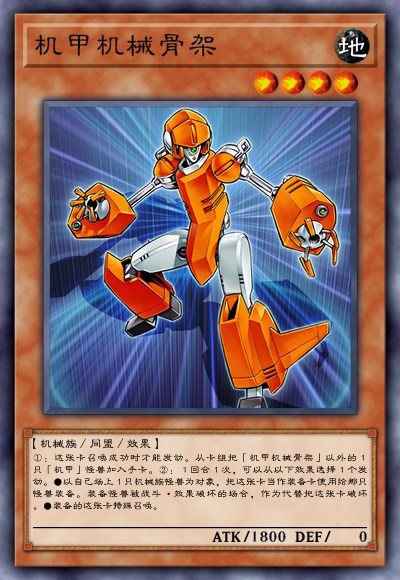 机甲机械骨架
地
【机械族／同盟／效果】
①：这张卡召唤成功时才能发动。从卡组把「机甲机械骨架」以外的1
只「机甲」怪兽加入手卡。②：1回合1次，可以从以下效果选择1个发
动。●以自己场上1只机械族怪兽为对象，把这张卡当作装备卡使用给那只
怪兽装备。装备怪兽被战斗·效果破坏的场合，作为代替把这张卡破坏
。●装备的这张卡特殊召唤。
ATK/1800 DEF/ 0